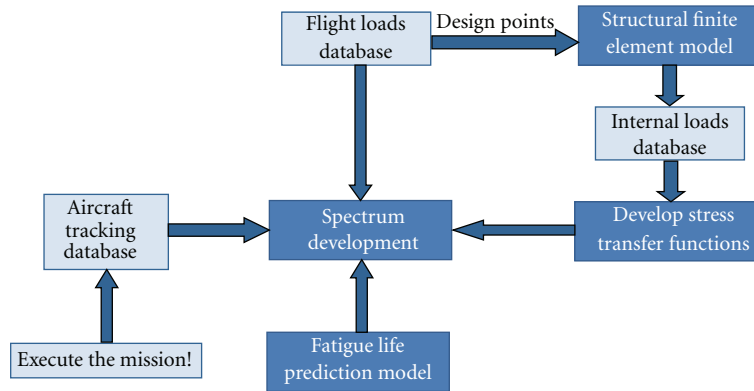 Flight loads
database
Design points
Structural finite
element model
Internal loads
database
Aircraft
tracking
database
Spectrum
development
Develop stress
transfer functions
Execute the mission!
Fatigue life
prediction model